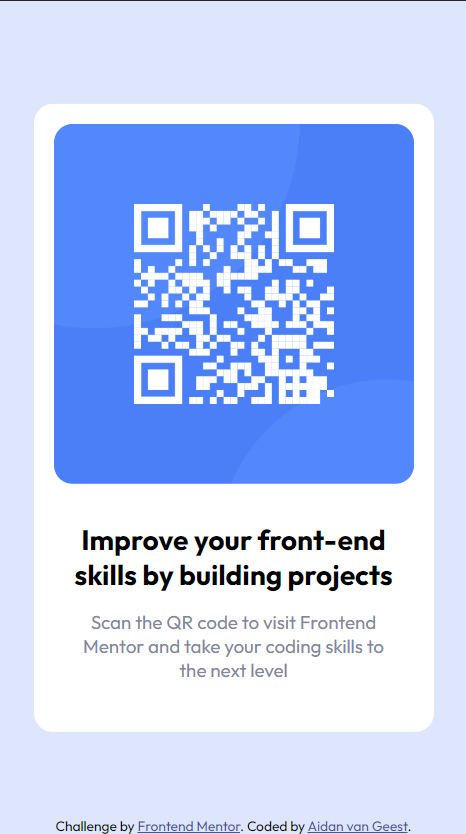 Improve your front-end
skills by building projects
Scan the QR code to visit Frontend
Mentor and take your coding skills to
the next level
Challenge by Frontend Mentor. Coded by Aidan van Geest.